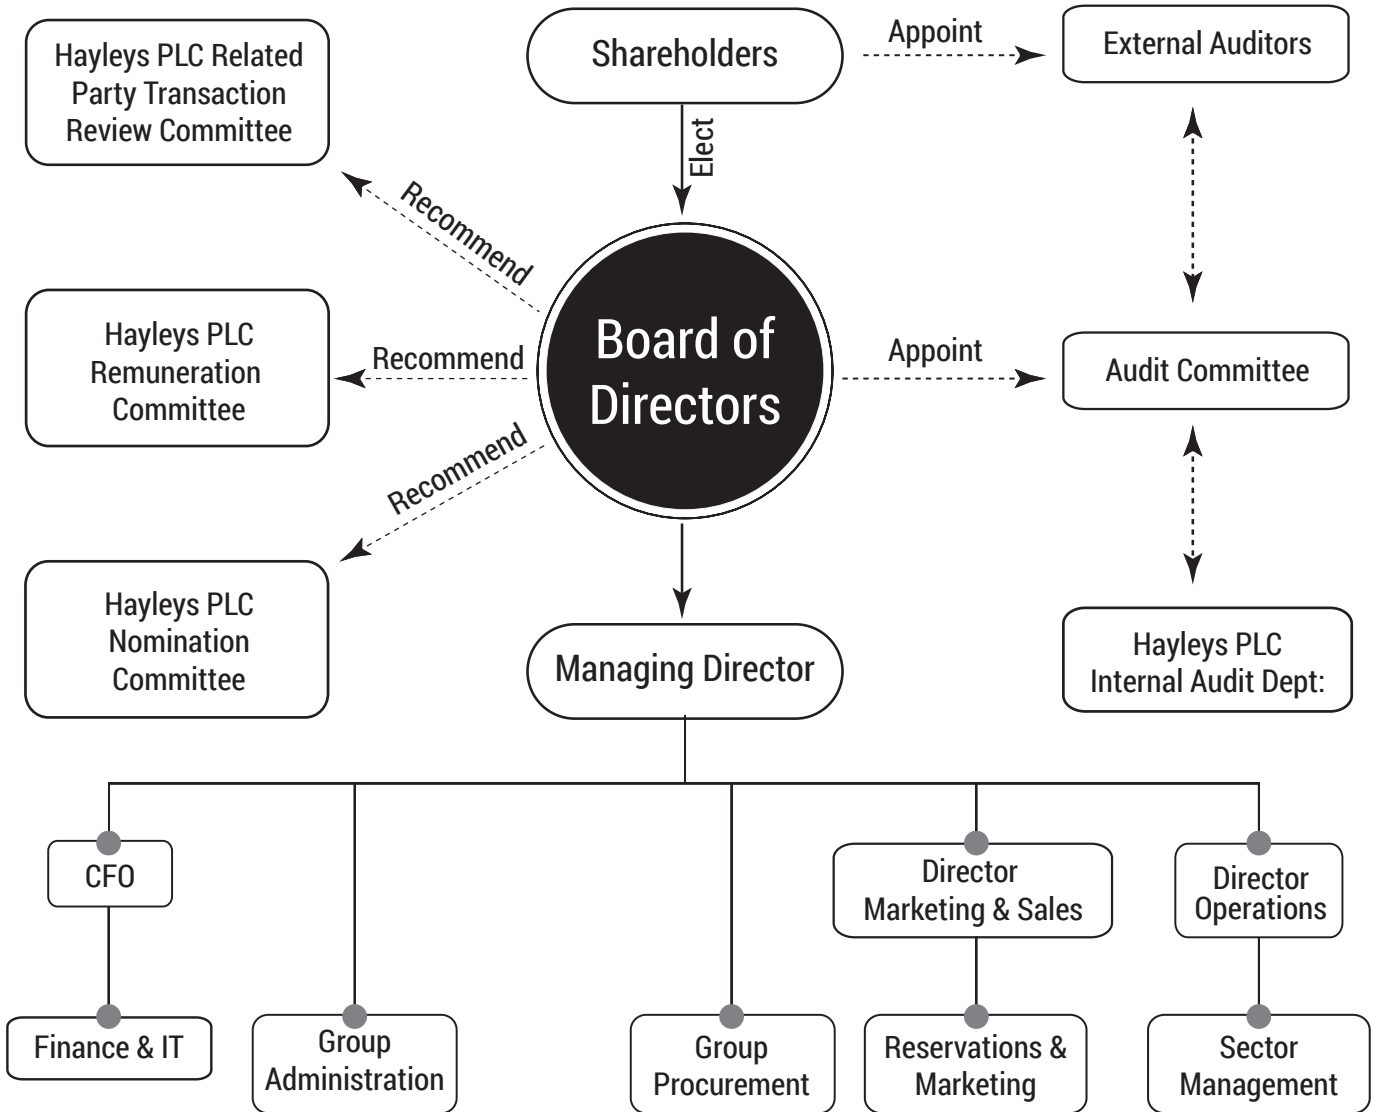 Hayleys PLC Related
Party Transaction
Review Committee
Shareholders
Appoint
External Auditors
Elect
Recommend
Hayleys PLC
Remuneration
Committee
Recommend
Board of
Directors
Appoint
Audit Committee
Recommend
Hayleys PLC
Nomination
Committee
Managing Director
Hayleys PLC
Internal Audit Dept:
CFO
Director
Marketing & Sales
Director
Operations
Finance & IT
Group
Administration
Group
Procurement
Reservations &
Marketing
Sector
Management